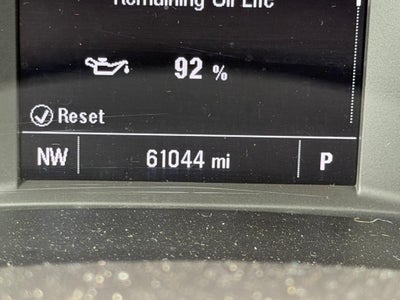 Remaining Oil Life
92 %
Reset
NW 61044 mi P